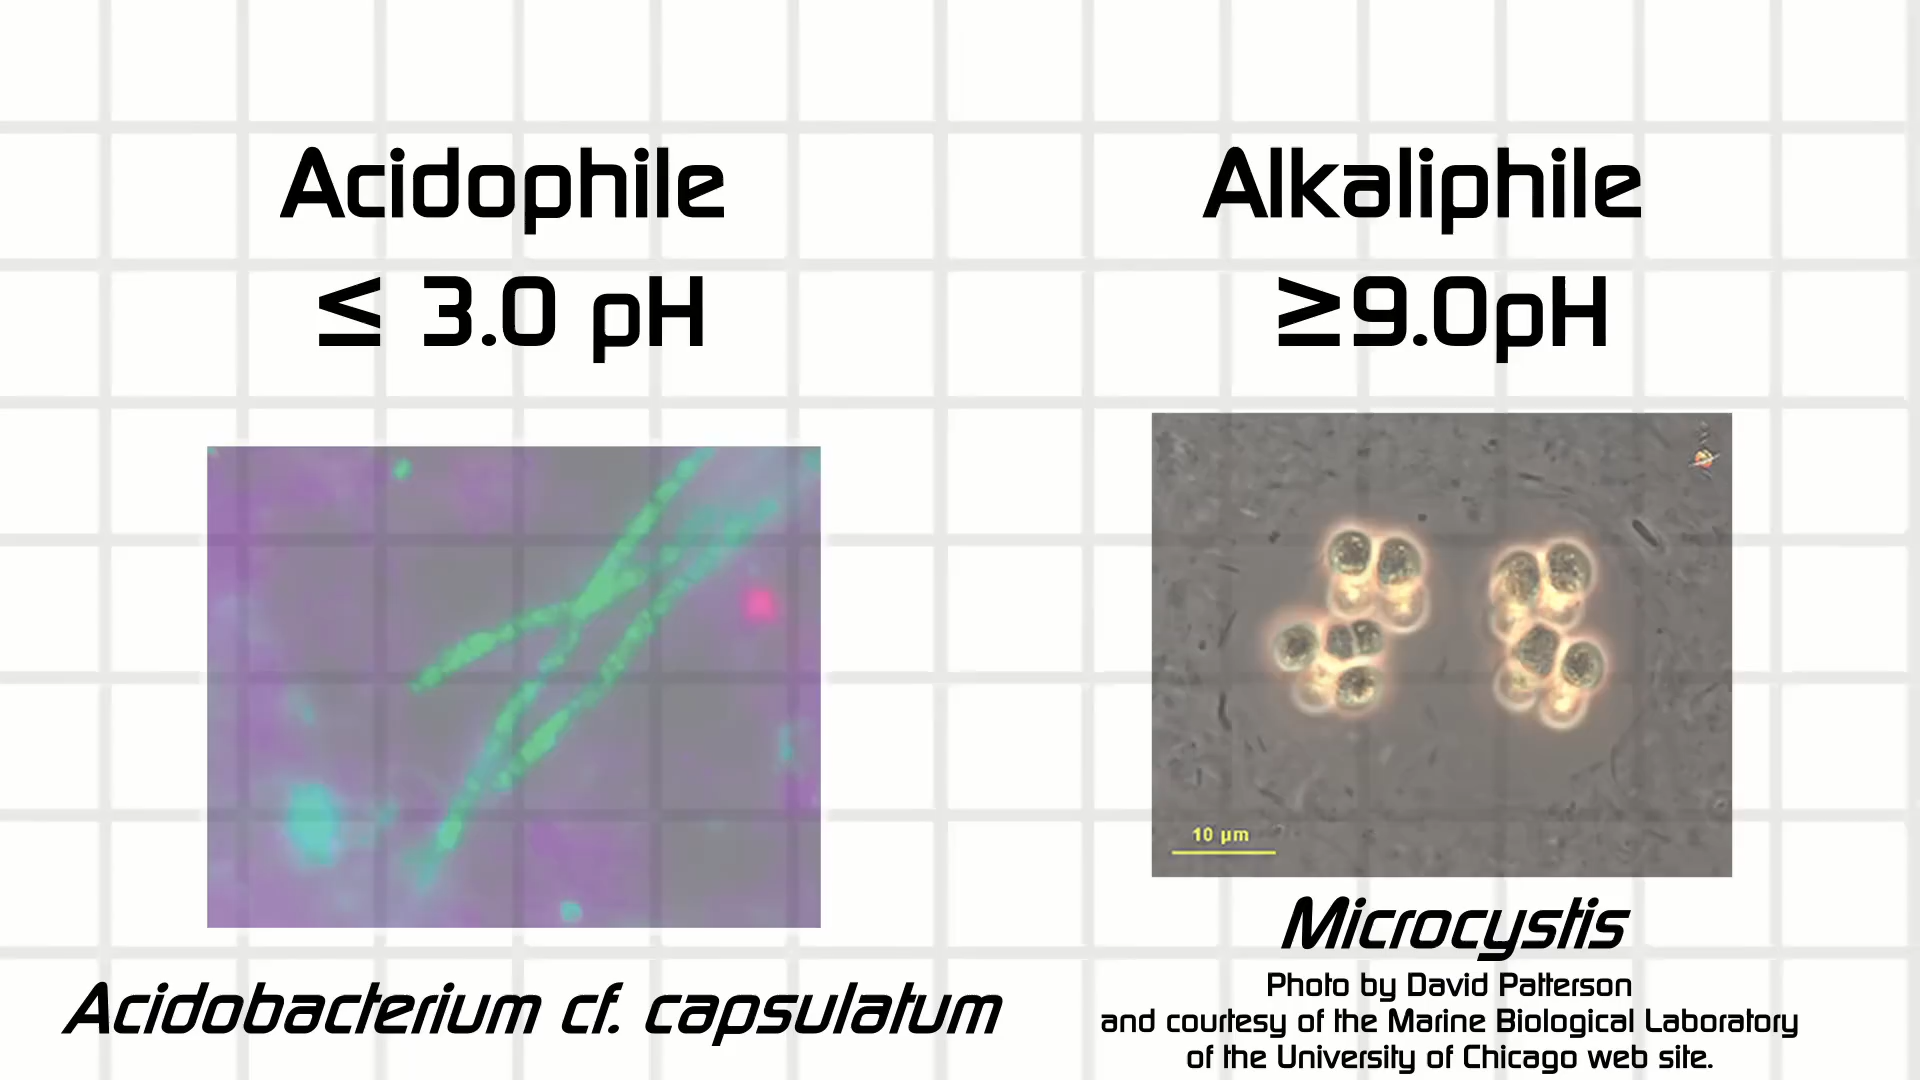 Acidophile
≤ 3.0 pH
Acidobacterium cf. capsulatum
Alkaliphile
≥9.0pH
10 µm
Microcystis
Photo by David Patterson
and courtesy of the Marine Biological Laboratory
of the University of Chicago web site.